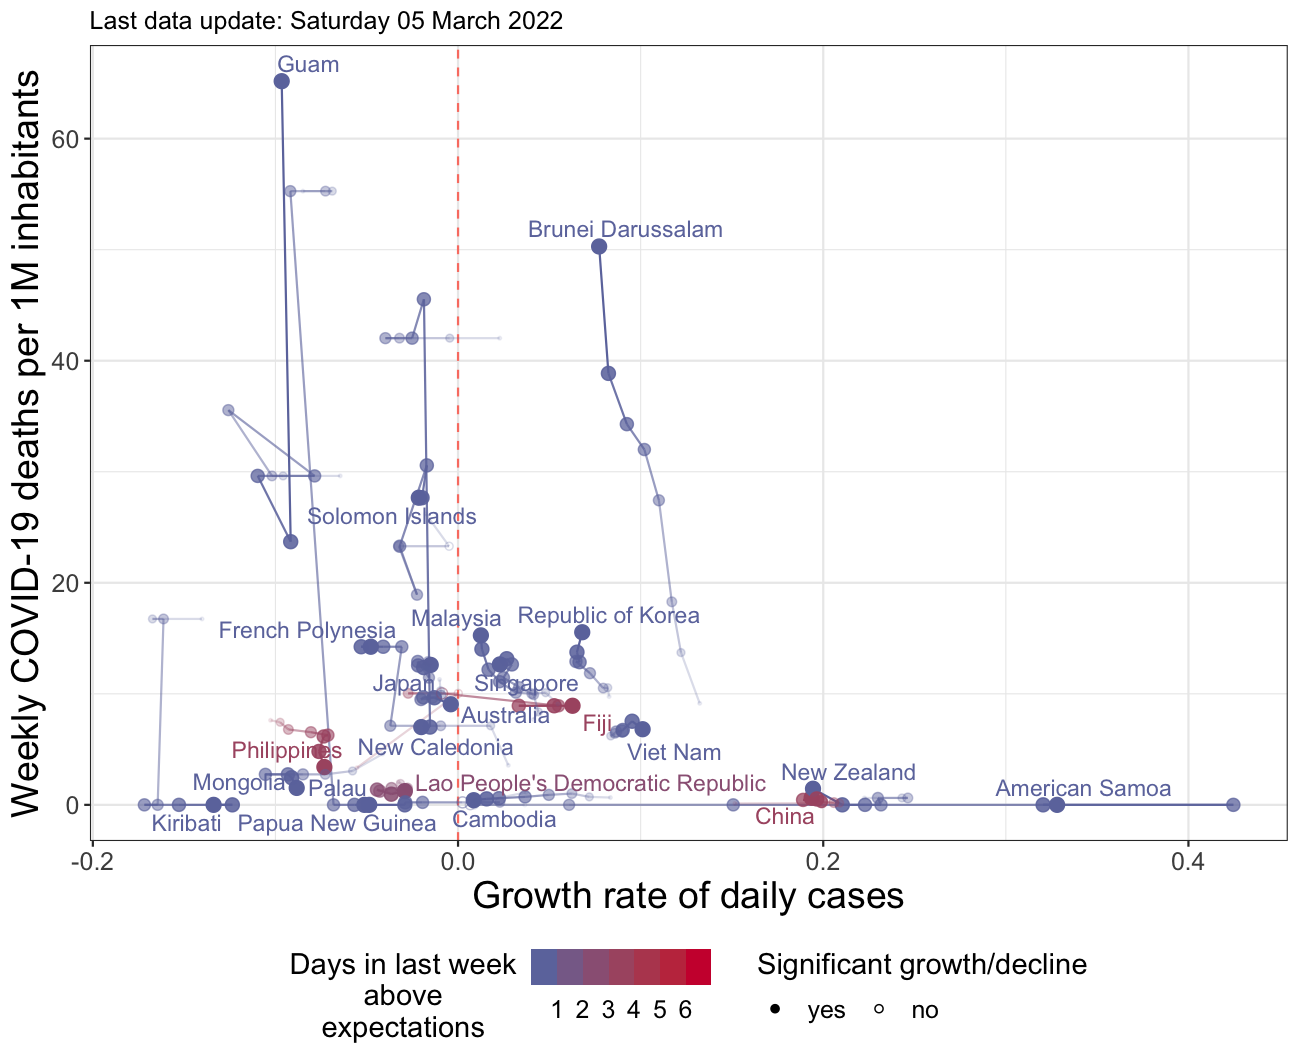 Last data update: Saturday 05 March 2022
Weekly COVID-19 deaths per 1M inhabitants
60
40
20
0
Guam
Brunei Darussalam
Solomon Islands
Malaysia
Republic of Korea
French Polynesia
Japan
Singapore
Australia
Fiji
New Caledonia
Philippines
Viet Nam
Mongolia
Palau
Lao People's Democratic Republic
New Zealand
American Samoa
Kiribati
Papua New Guinea
Cambodia
China
-0.2
0.0
0.2
0.4
Growth rate of daily cases
Days in last week
above
expectations
1 2 3 4 5 6
Significant growth/decline
yes
no